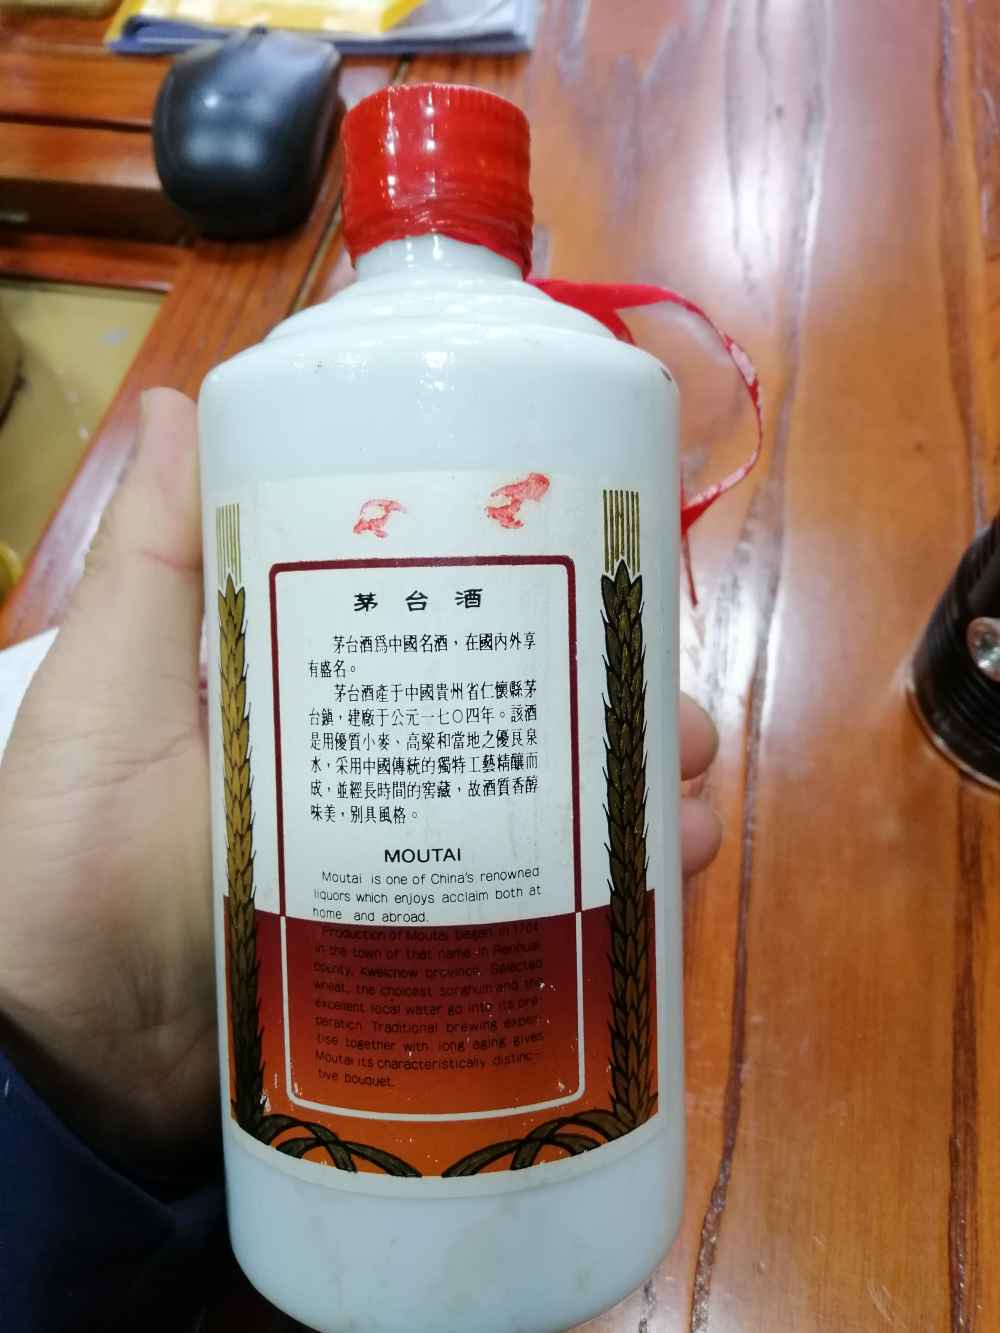 茅台酒
茅台酒爲中國名酒，在國内外享
有盛名。
茅台酒產于中國貴州省仁懷縣茅
台鎮，建廠于公元一七〇四年。該酒
是用優質小麥、高粱和當地之優良泉
水，采用中國傳統的獨特工藝精釀而
成，並經長時間的窖藏，故酒質香醇
味美，别具風格。
MOUTAI
Moutai is one of China's renowned
liquors which enjoys acclaim both at
home and abroad.
Production of Moutai began in 1704
in the town of that name in Renhuai
county, Kweichow province. Selected
wheat, the choicest sorghum and the
excellent local water go into its pre-
paration. Traditional brewing exper-
tise together with long aging gives
Moutai its characteristically distinc-
tive bouquet.